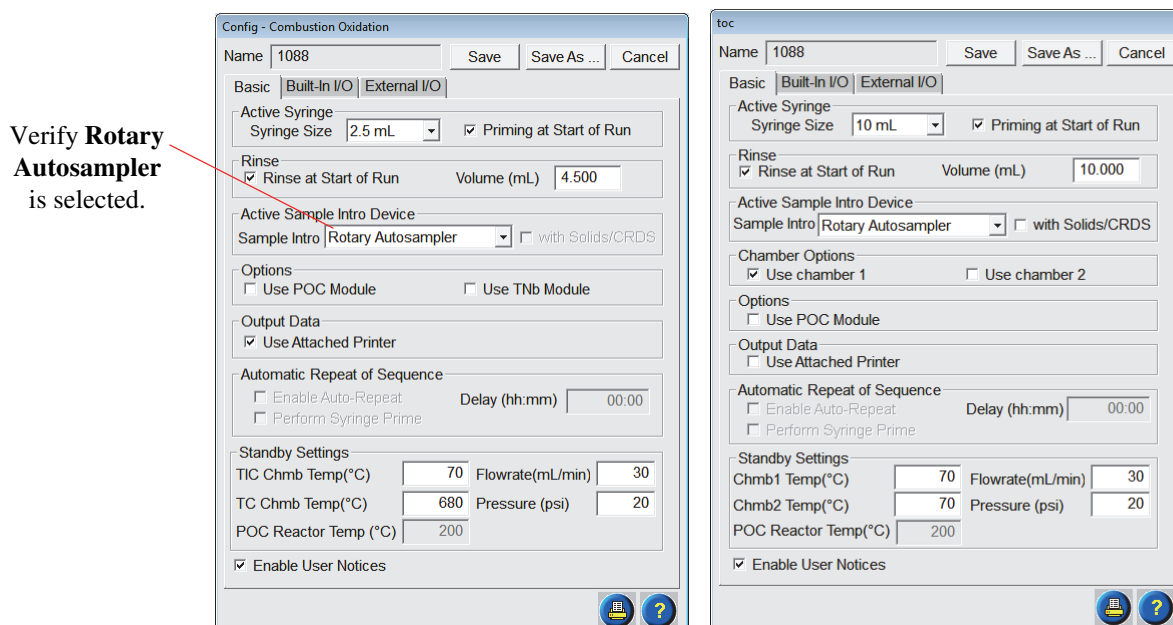 Verify Rotary
Autosampler
is selected.
Config - Combustion Oxidation
Name 1088 Save Save As ... Cancel
Basic Built-In I/O External I/O
Active Syringe
Syringe Size 2.5 mL Priming at Start of Run
Rinse
Rinse at Start of Run Volume (mL) 4.500
Active Sample Intro Device
Sample Intro Rotary Autosampler with Solids/CRDS
Options
Use POC Module Use TNb Module
Output Data
Use Attached Printer
Automatic Repeat of Sequence
Enable Auto-Repeat Delay (hh:mm) 00:00
Perform Syringe Prime
Standby Settings
TIC Chmb Temp(°C) 70 Flowrate(mL/min) 30
TC Chmb Temp(°C) 680 Pressure (psi) 20
POC Reactor Temp (°C) 200
Enable User Notices
?
toc
Name 1088 Save Save As ... Cancel
Basic Built-In I/O External I/O
Active Syringe
Syringe Size 10 mL Priming at Start of Run
Rinse
Rinse at Start of Run Volume (mL) 10.000
Active Sample Intro Device
Sample Intro Rotary Autosampler with Solids/CRDS
Chamber Options
Use chamber 1 Use chamber 2
Options
Use POC Module
Output Data
Use Attached Printer
Automatic Repeat of Sequence
Enable Auto-Repeat Delay (hh:mm) 00:00
Perform Syringe Prime
Standby Settings
Chmb1 Temp(°C) 70 Flowrate(mL/min) 30
Chmb2 Temp(°C) 70 Pressure (psi) 20
POC Reactor Temp(°C) 200
Enable User Notices
?